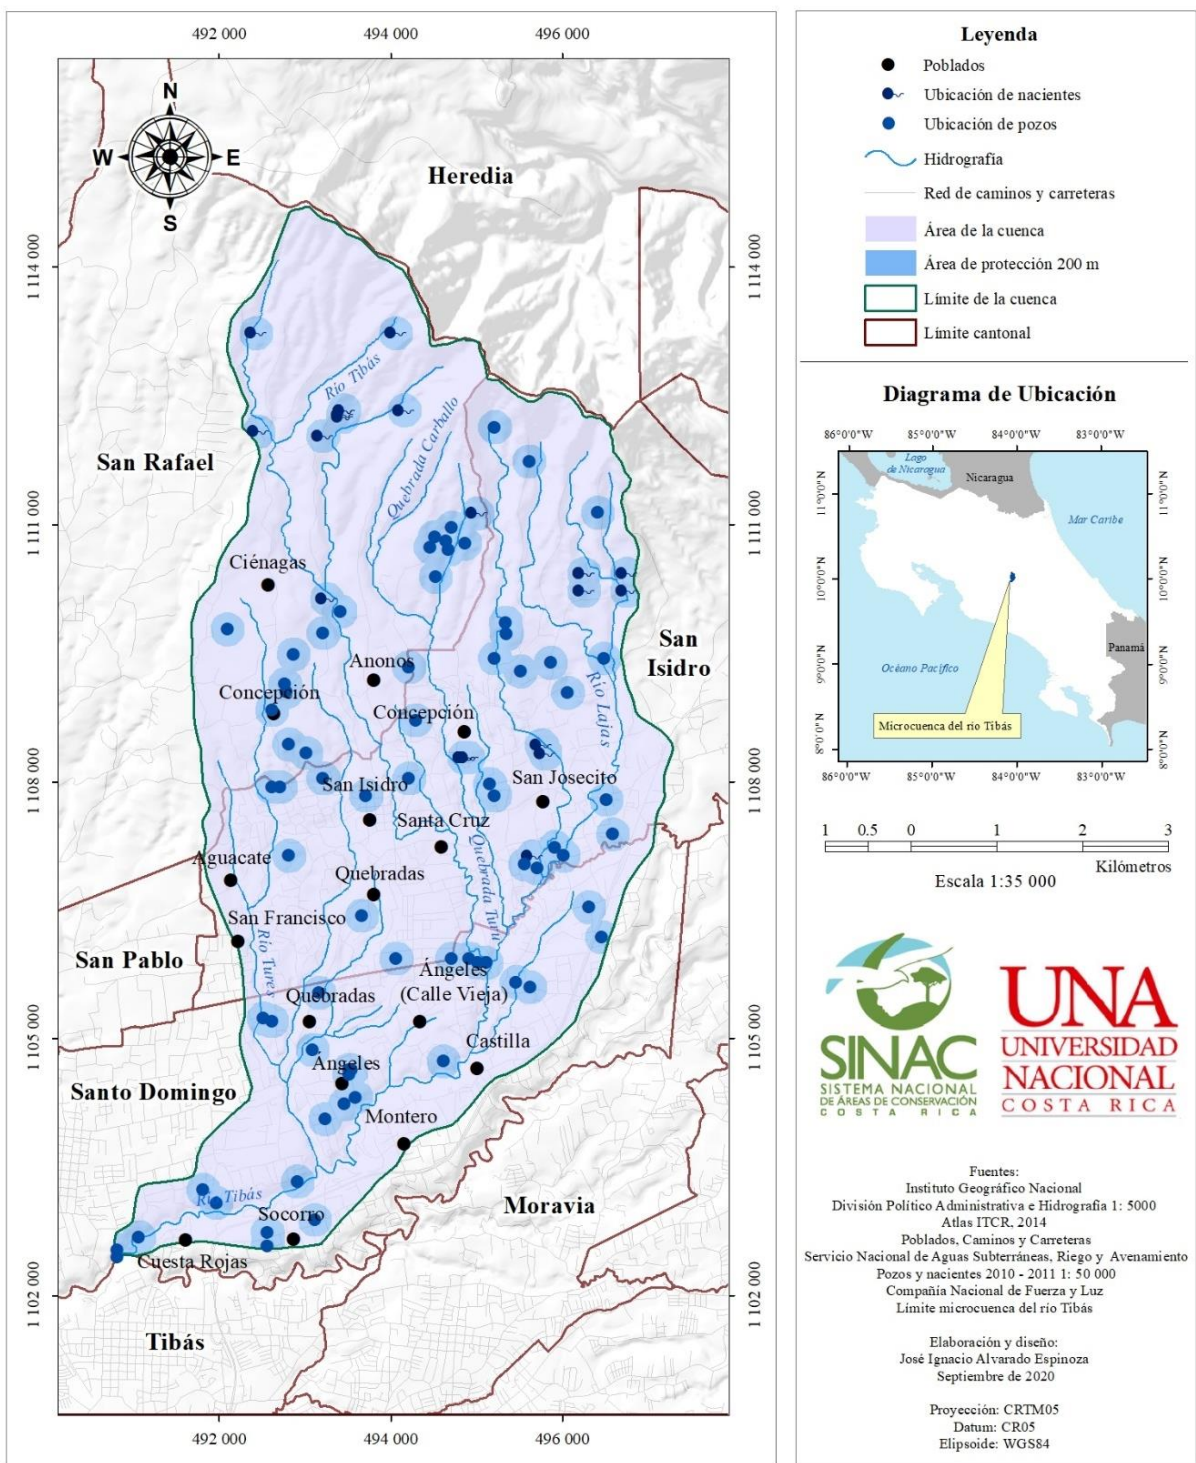 492 000
494 000
496 000
N
W
E
S
Heredia
1 114 000
1 114 000
Río Tibás
Quebrada Carballo
San Rafael
1 111 000
1 111 000
Ciénagas
San
Isidro
Anonos
Río Lajas
Concepción
Concepción
1 108 000
1 108 000
San Isidro
San Josecito
Santa Cruz
Aguacate
Quebradas
Quebrada Turú
San Francisco
Río Tures
San Pablo
Ángeles
(Calle Vieja)
Quebradas
1 105 000
1 105 000
Castilla
Ángeles
Santo Domingo
Montero
Río Tibás
Moravia
Socorro
Cuesta Rojas
1 102 000
1 102 000
Tibás
492 000
494 000
496 000
Leyenda
Poblados
Ubicación de nacientes
Ubicación de pozos
Hidrografía
Red de caminos y carreteras
Área de la cuenca
Área de protección 200 m
Límite de la cuenca
Límite cantonal
Diagrama de Ubicación
86°0'0"W
85°0'0"W
84°0'0"W
83°0'0"W
Lago
de Nicaragua
Nicaragua
11°0'0"N
11°0'0"N
Mar Caribe
10°0'0"N
10°0'0"N
Panamá
9°0'0"N
9°0'0"N
Océano Pacífico
Microcuenca del río Tibás
8°0'0"N
8°0'0"N
86°0'0"W
85°0'0"W
84°0'0"W
83°0'0"W
1 0.5 0 1 2 3
Kilómetros
Escala 1:35 000
SINAC
SISTEMA NACIONAL
DE ÁREAS DE CONSERVACIÓN
COSTA RICA
UNA
UNIVERSIDAD
NACIONAL
COSTA RICA
Fuentes:
Instituto Geográfico Nacional
División Político Administrativa e Hidrografía 1: 5000
Atlas ITCR, 2014
Poblados, Caminos y Carreteras
Servicio Nacional de Aguas Subterráneas, Riego y Avenamiento
Pozos y nacientes 2010 - 2011 1: 50 000
Compañía Nacional de Fuerza y Luz
Límite microcuenca del río Tibás
Elaboración y diseño:
José Ignacio Alvarado Espinoza
Septiembre de 2020
Proyección: CRTM05
Datum: CR05
Elipsoide: WGS84